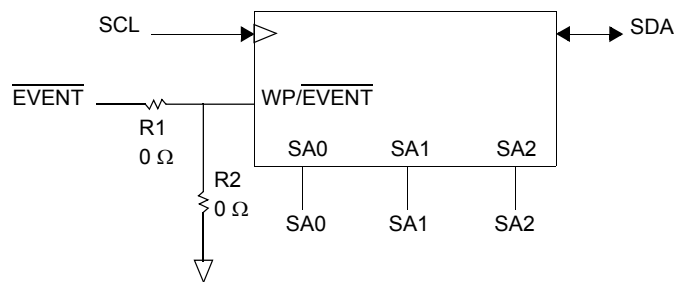 SCL
SDA
EVENT
WP/EVENT
R1
0 Ω
SA0 SA1 SA2
R2
0 Ω
SA0 SA1 SA2